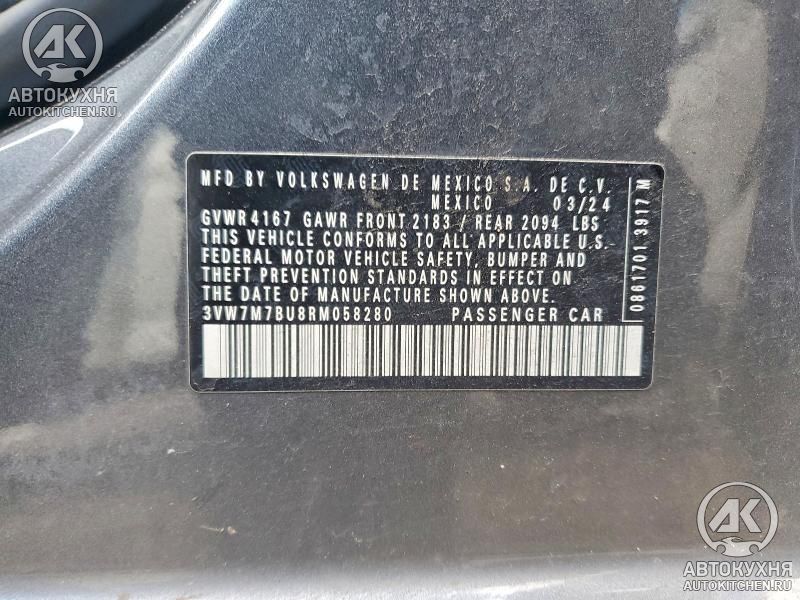 AK
АВТОКУХНЯ
AUTOKITCHEN.RU
MFD BY VOLKSWAGEN DE MEXICO S.A. DE C.V.
MEXICO 03/24
GVWR 4167 GAWR FRONT 2183 / REAR 2094 LBS
THIS VEHICLE CONFORMS TO ALL APPLICABLE U.S.
FEDERAL MOTOR VEHICLE SAFETY, BUMPER AND
THEFT PREVENTION STANDARDS IN EFFECT ON
THE DATE OF MANUFACTURE SHOWN ABOVE.
3VW7M7BU8RM058280 PASSENGER CAR
0861701 3917 M
AK
АВТОКУХНЯ
AUTOKITCHEN.RU